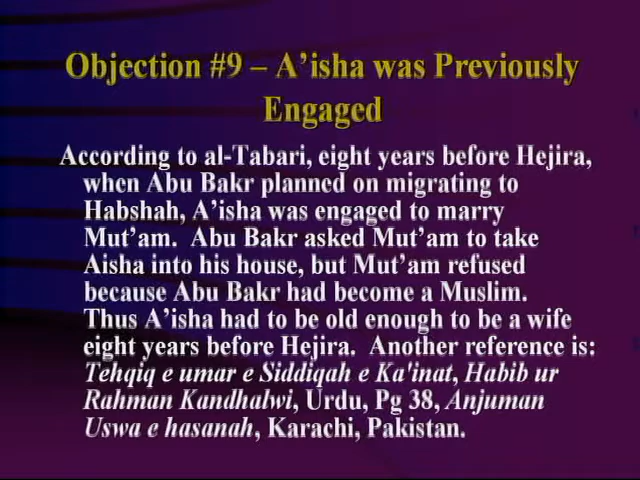 Objection #9 – A’isha was Previously
Engaged
According to al-Tabari, eight years before Hejira,
when Abu Bakr planned on migrating to
Habshah, A’isha was engaged to marry
Mut’am.  Abu Bakr asked Mut’am to take
Aisha into his house, but Mut’am refused
because Abu Bakr had become a Muslim.
Thus A’isha had to be old enough to be a wife
eight years before Hejira.  Another reference is:
Tehqiq e umar e Siddiqah e Ka'inat, Habib ur
Rahman Kandhalwi, Urdu, Pg 38, Anjuman
Uswa e hasanah, Karachi, Pakistan.